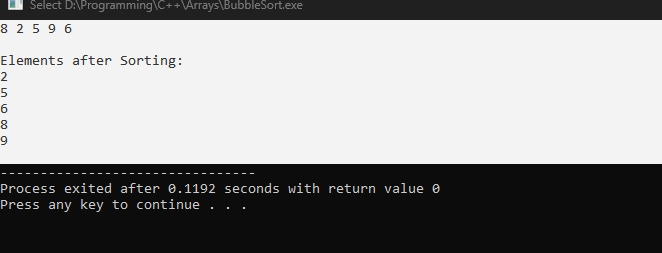 Select D:\Programming\C++\Arrays\BubbleSort.exe
8 2 5 9 6
Elements after Sorting:
2
5
6
8
9
--------------------------------
Process exited after 0.1192 seconds with return value 0
Press any key to continue . . .